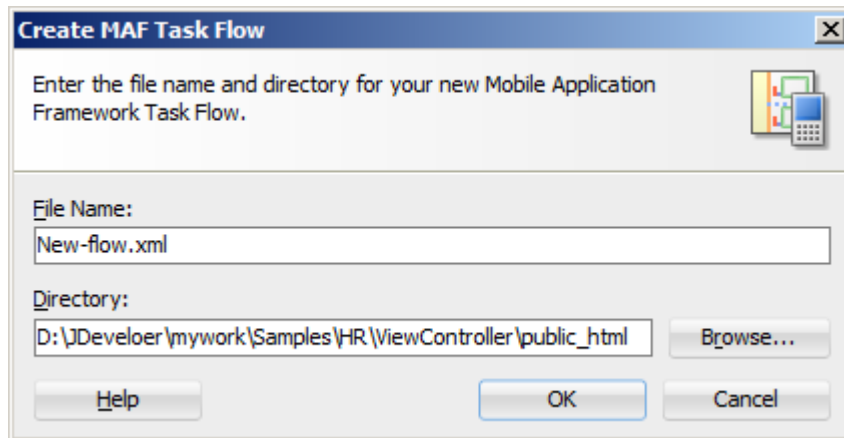 Create MAF Task Flow
Enter the file name and directory for your new Mobile Application
Framework Task Flow.
File Name:
New-flow.xml
Directory:
D:\JDeveloer\mywork\Samples\HR\ViewController\public_html
Browse...
Help
OK
Cancel